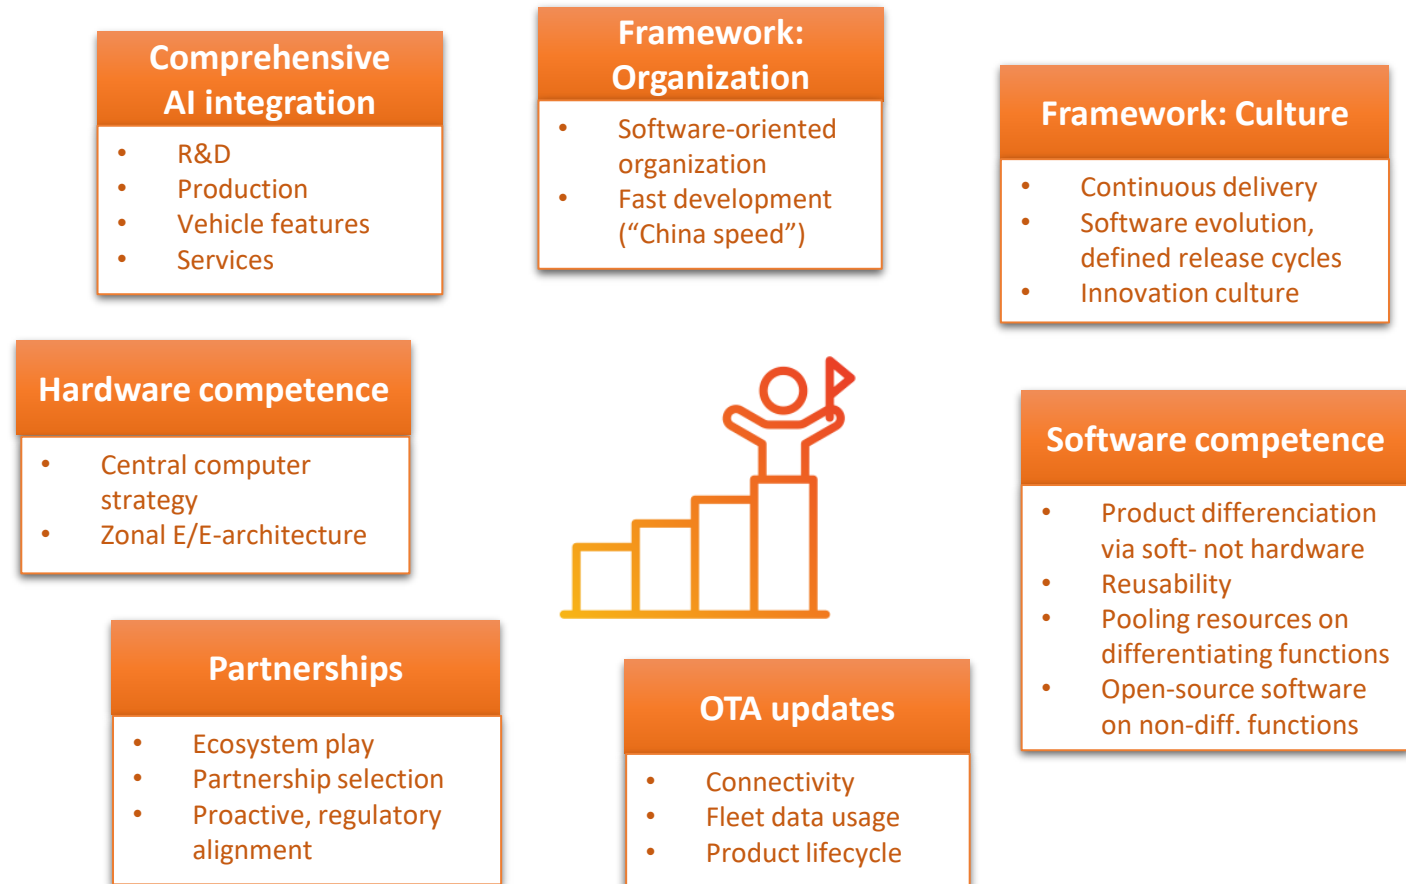 Comprehensive
AI integration
• R&D
• Production
• Vehicle features
• Services
Framework:
Organization
• Software-oriented
organization
• Fast development
(“China speed”)
Framework: Culture
• Continuous delivery
• Software evolution,
defined release cycles
• Innovation culture
Hardware competence
• Central computer
strategy
• Zonal E/E-architecture
Software competence
• Product differenciation
via soft- not hardware
• Reusability
• Pooling resources on
differentiating functions
• Open-source software
on non-diff. functions
Partnerships
• Ecosystem play
• Partnership selection
• Proactive, regulatory
alignment
OTA updates
• Connectivity
• Fleet data usage
• Product lifecycle